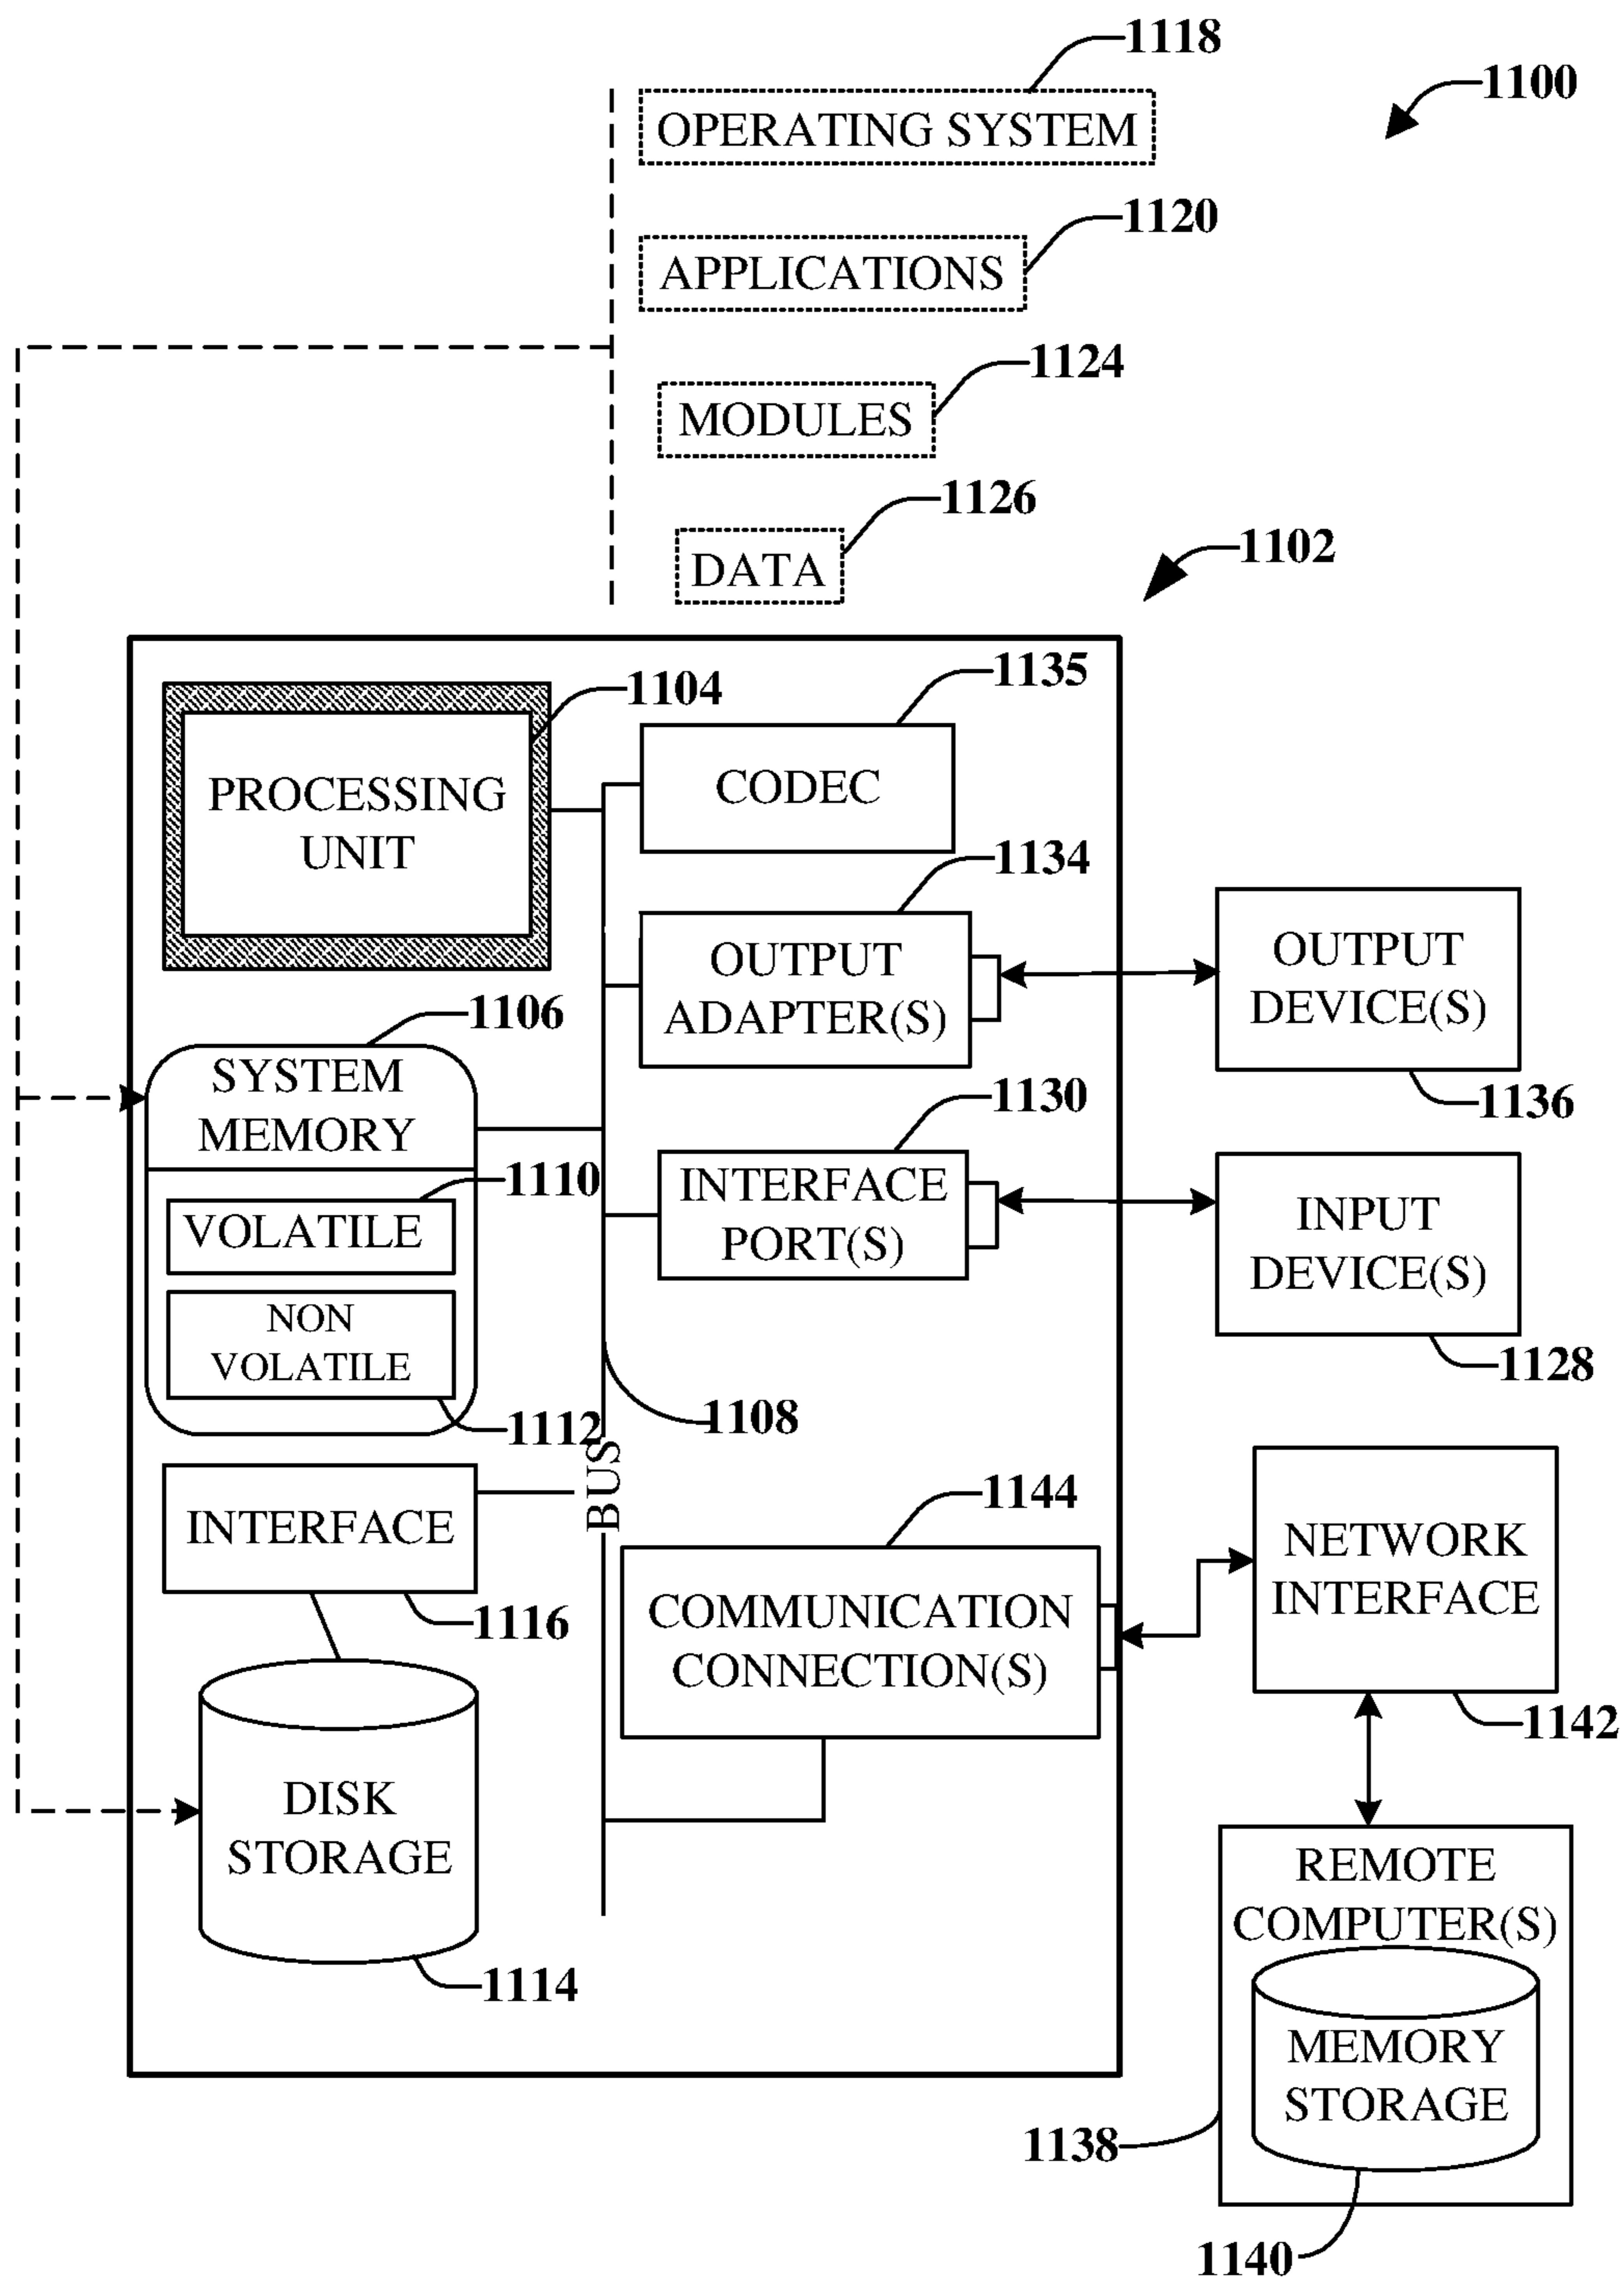 1118
1100
OPERATING SYSTEM
1120
APPLICATIONS
1124
MODULES
1126
DATA
1102
1135
1104
CODEC
PROCESSING
UNIT
1134
OUTPUT
ADAPTER(S)
OUTPUT
DEVICE(S)
1136
1106
SYSTEM
MEMORY
1110
VOLATILE
NON
VOLATILE
1112
1130
INTERFACE
PORT(S)
INPUT
DEVICE(S)
1128
1108
BUS
INTERFACE
1116
1144
COMMUNICATION
CONNECTION(S)
NETWORK
INTERFACE
1142
DISK
STORAGE
1114
REMOTE
COMPUTER(S)
MEMORY
STORAGE
1138
1140